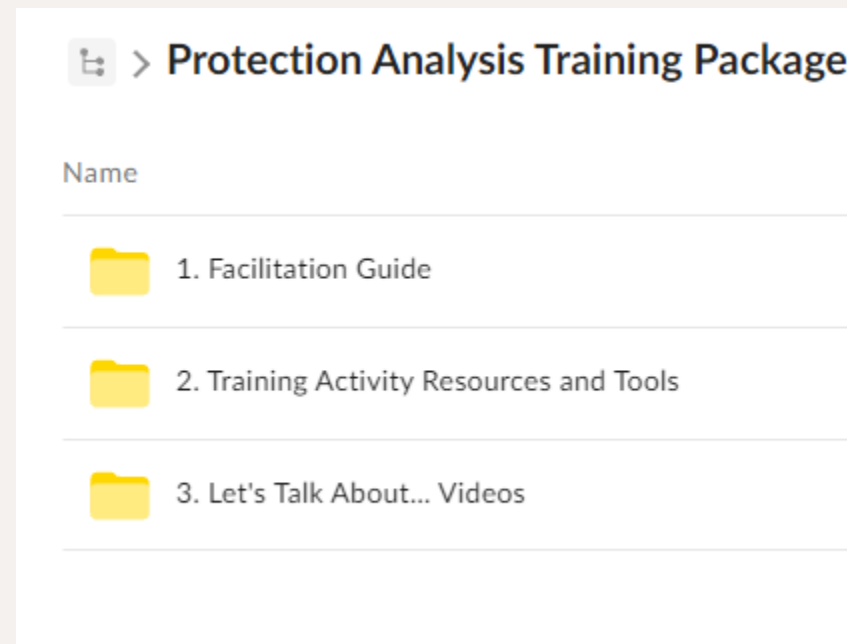 Protection Analysis Training Package
Name
1. Facilitation Guide
2. Training Activity Resources and Tools
3. Let's Talk About... Videos